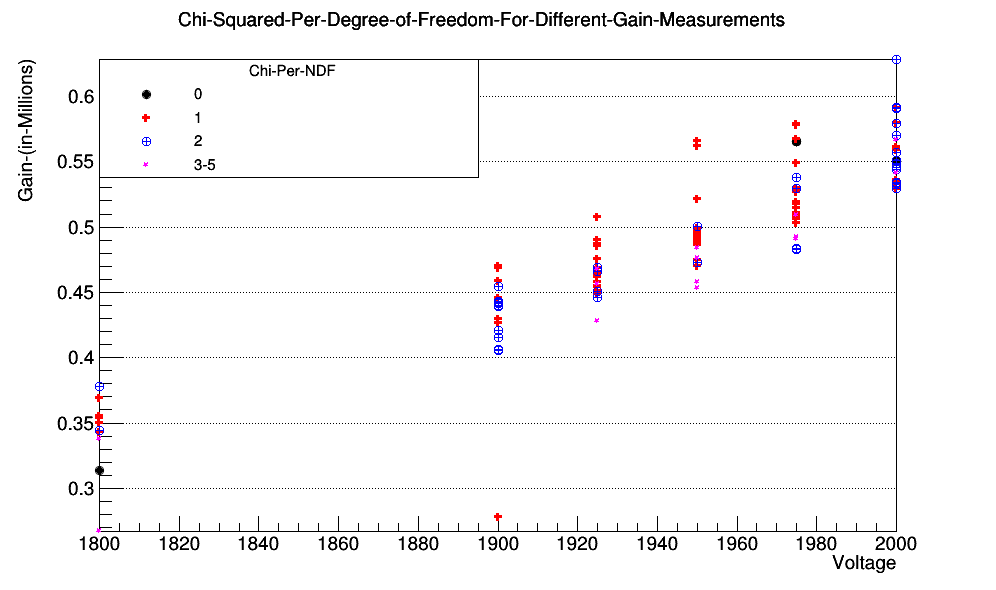 Chi-Squared-Per-Degree-of-Freedom-For-Different-Gain-Measurements
Gain-(in-Millions)
Chi-Per-NDF
0
1
2
3-5
0.6
0.55
0.5
0.45
0.4
0.35
0.3
1800 1820 1840 1860 1880 1900 1920 1940 1960 1980 2000
Voltage